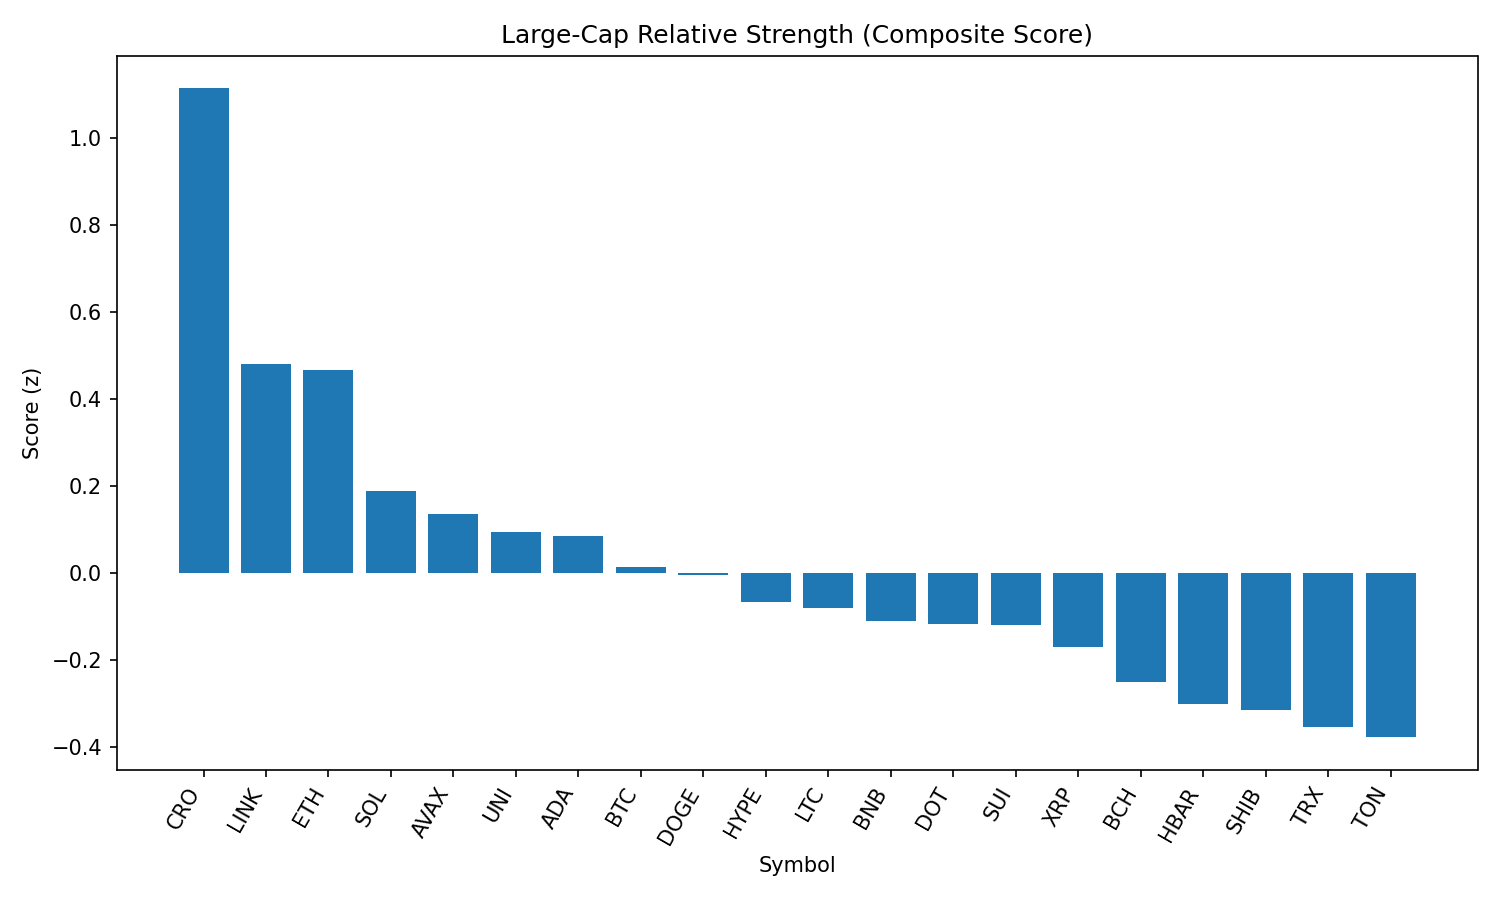 Large-Cap Relative Strength (Composite Score)
Score (z)
1.0
0.8
0.6
0.4
0.2
0.0
−0.2
−0.4
CRO
LINK
ETH
SOL
AVAX
UNI
ADA
BTC
DOGE
HYPE
LTC
BNB
DOT
SUI
XRP
BCH
HBAR
SHIB
TRX
TON
Symbol